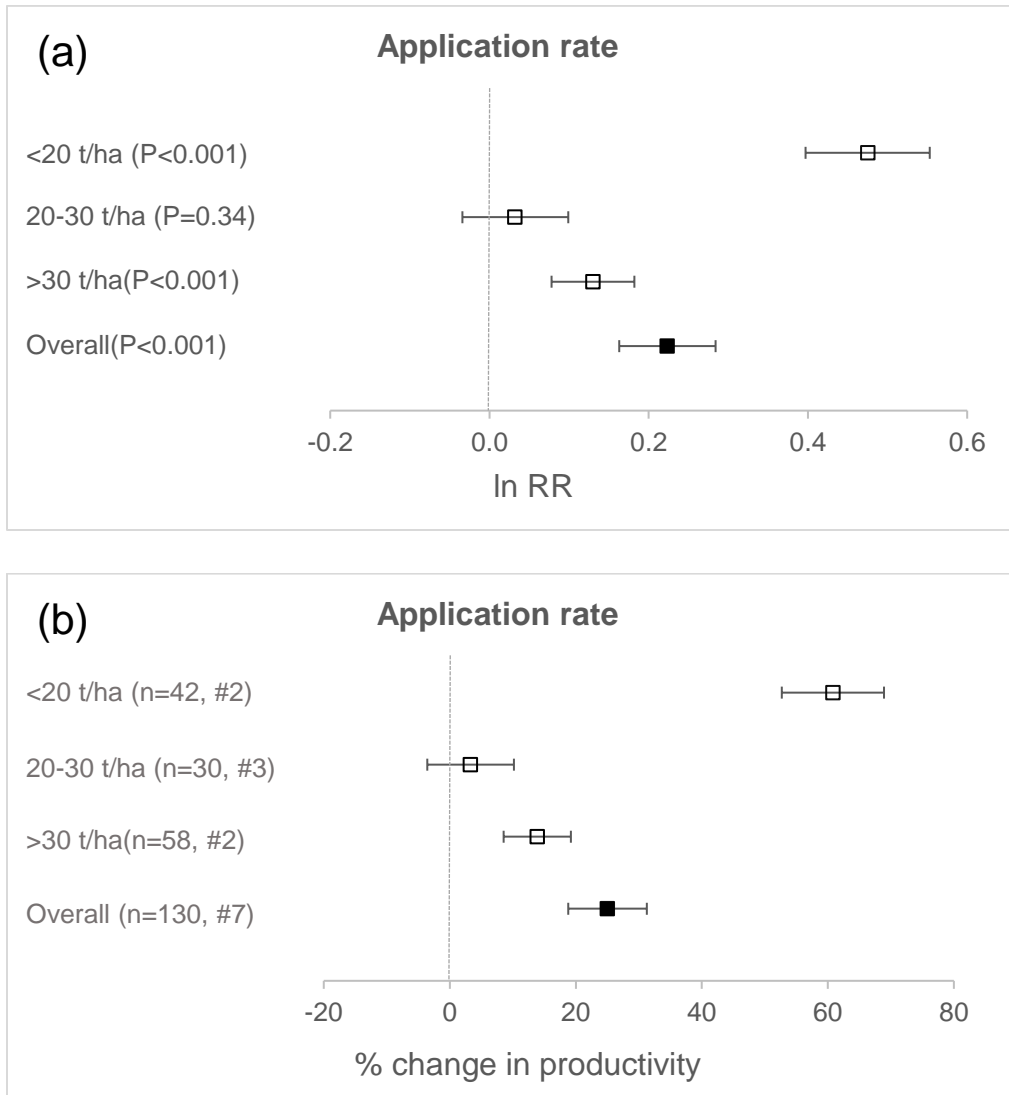 (a)
Application rate
<20 t/ha (P<0.001)
20-30 t/ha (P=0.34)
>30 t/ha(P<0.001)
Overall(P<0.001)
-0.2 0.0 0.2 0.4 0.6
ln RR
(b)
Application rate
<20 t/ha (n=42, #2)
20-30 t/ha (n=30, #3)
>30 t/ha(n=58, #2)
Overall (n=130, #7)
-20 0 20 40 60 80
% change in productivity